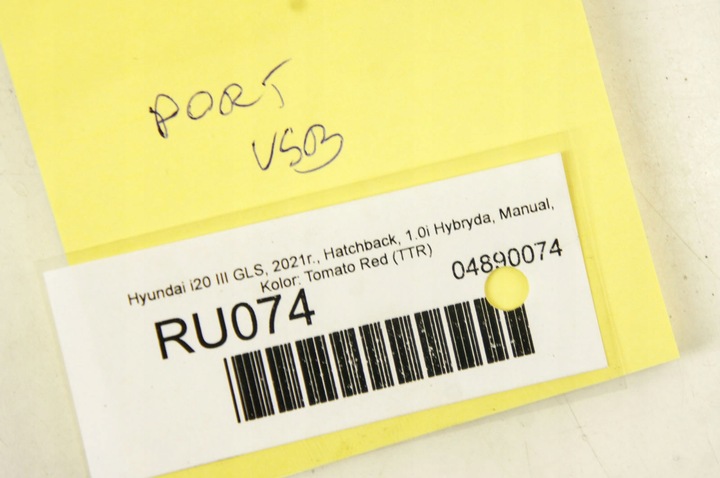 PORT
USB
Hyundai i20 III GLS, 2021r., Hatchback, 1.0i Hybryda, Manual,
Kolor: Tomato Red (TTR)
04890074
RU074